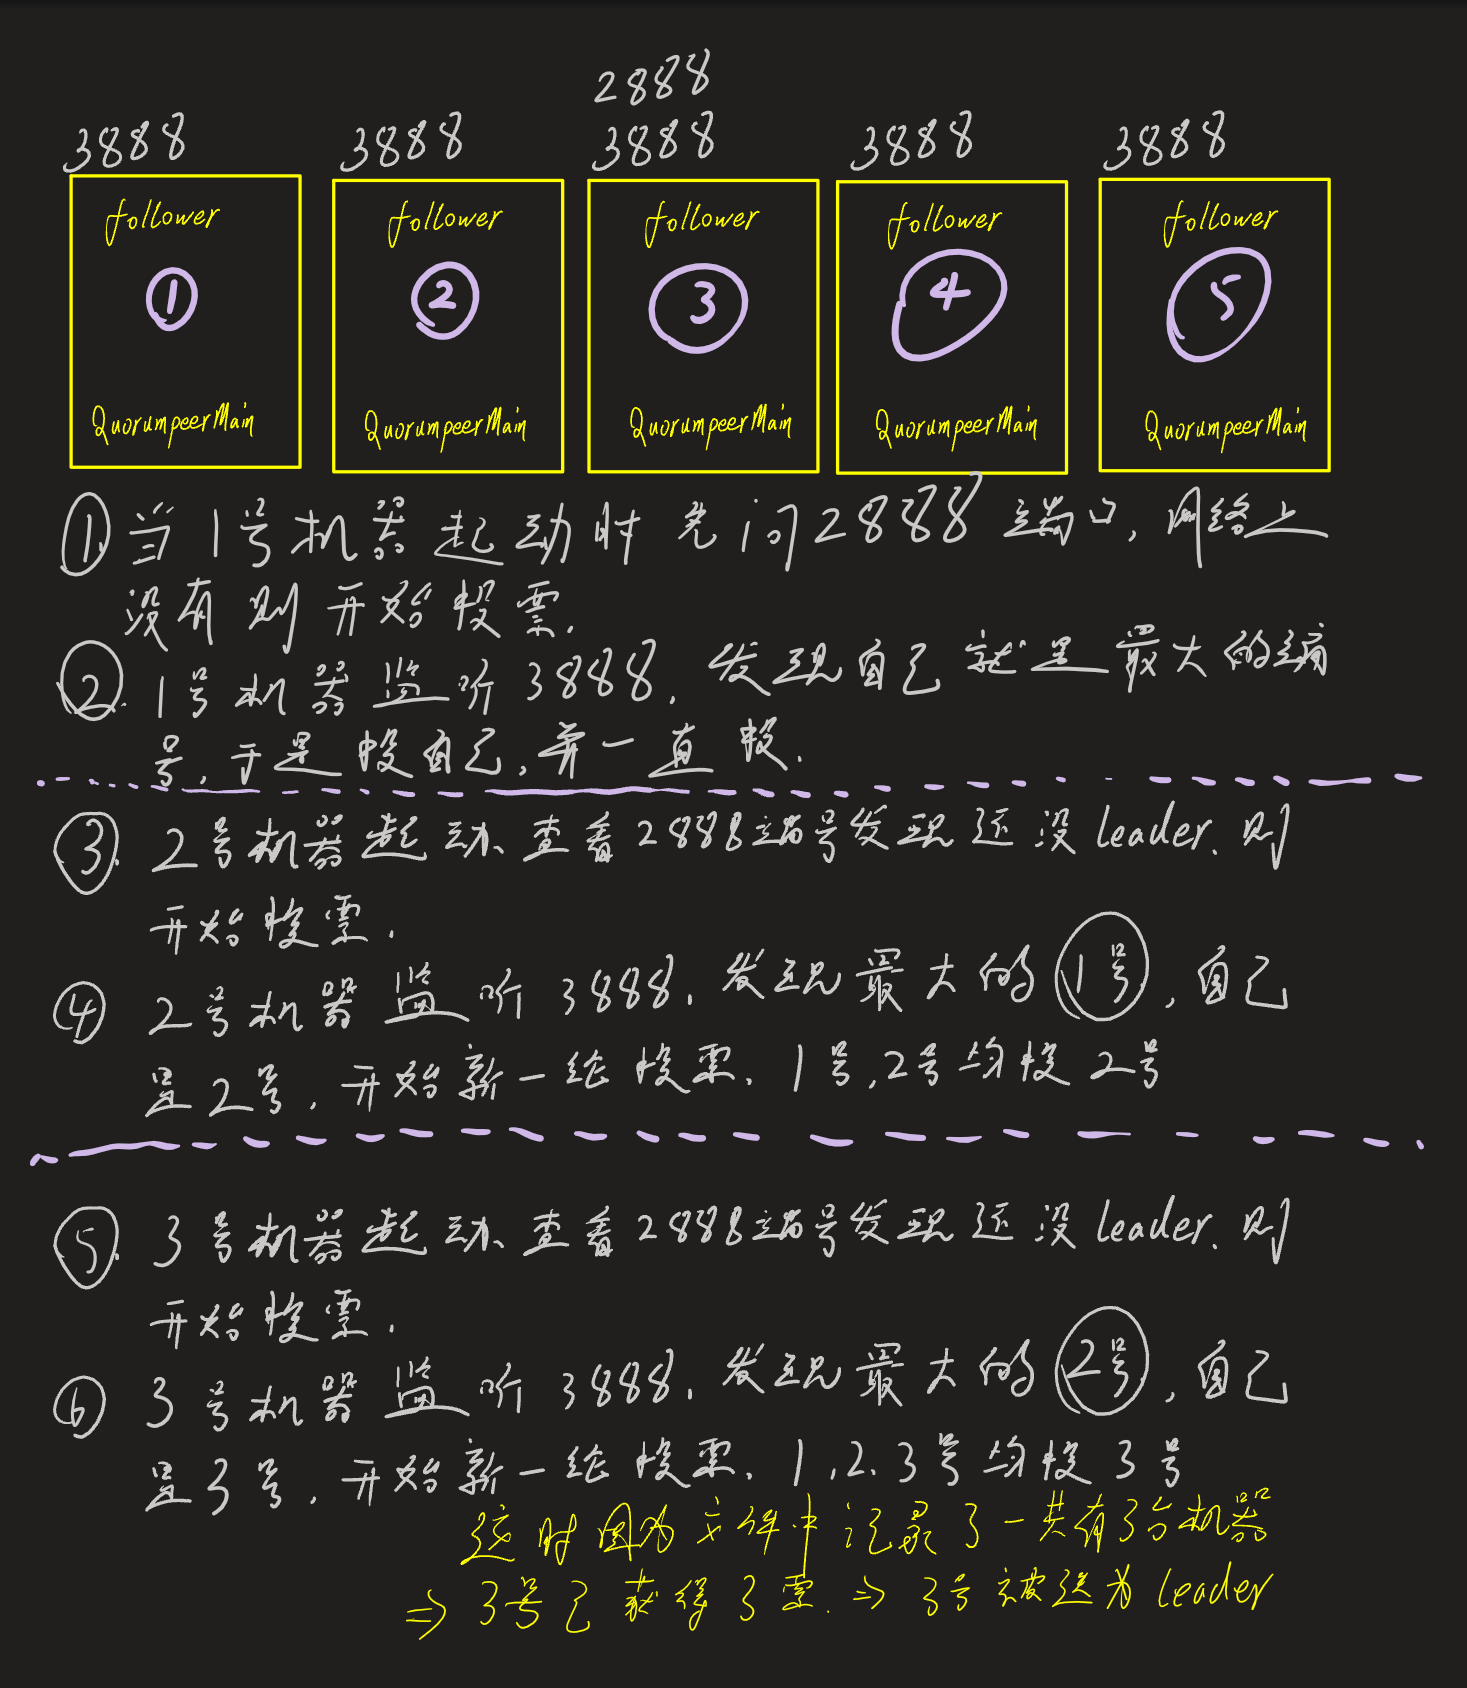 2888
3888 3888 3888 3888 3888
follower follower follower follower follower
① ② ③ ④ ⑤
QuorumpeerMain QuorumpeerMain QuorumpeerMain QuorumpeerMain QuorumpeerMain
①.当1号机器起动时先问2888端口,网络上
没有则开始投票.
②.1号机器监听3888.发现自己就是最大的编
号,于是投自己,并一直投.
③.2号机器起动、查看2888端号发现还没leader.则
开始投票.
④ 2号机器监听3888.发现最大的1号,自己
是2号.开始新一轮投票、1号,2号均投2号
⑤.3号机器起动、查看2888端号发现还没leader.则
开始投票.
⑥ 3号机器监听3888.发现最大的2号,自己
是3号.开始新一轮投票、1,2、3号均投3号
这时因为文件中记录了一共有3台机器
⇒3号已获得3票.⇒3号被选为leader